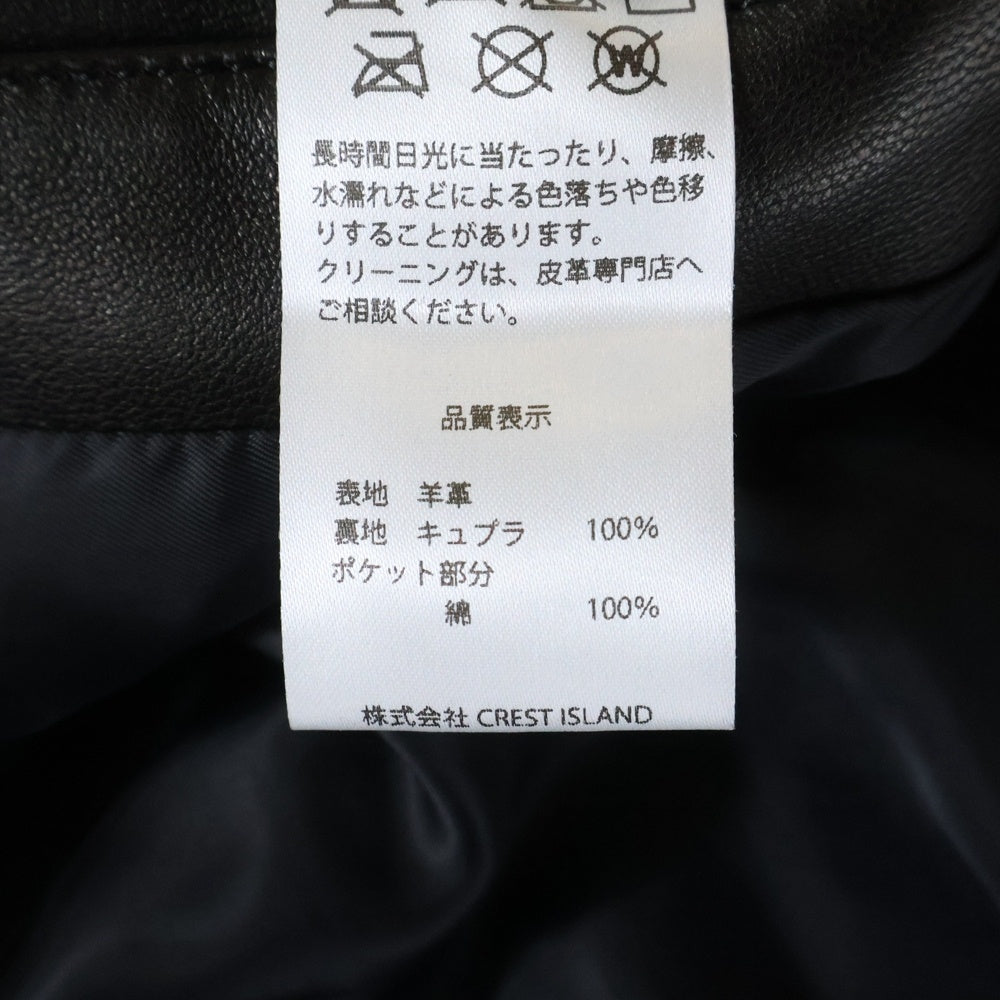 W
長時間日光に当たったり、摩擦、
水濡れなどによる色落ちや色移
りすることがあります。
クリーニングは、皮革専門店へ
ご相談ください。
品質表示
表地 羊革
裏地 キュプラ 100%
ポケット部分
綿 100%
株式会社 CREST ISLAND